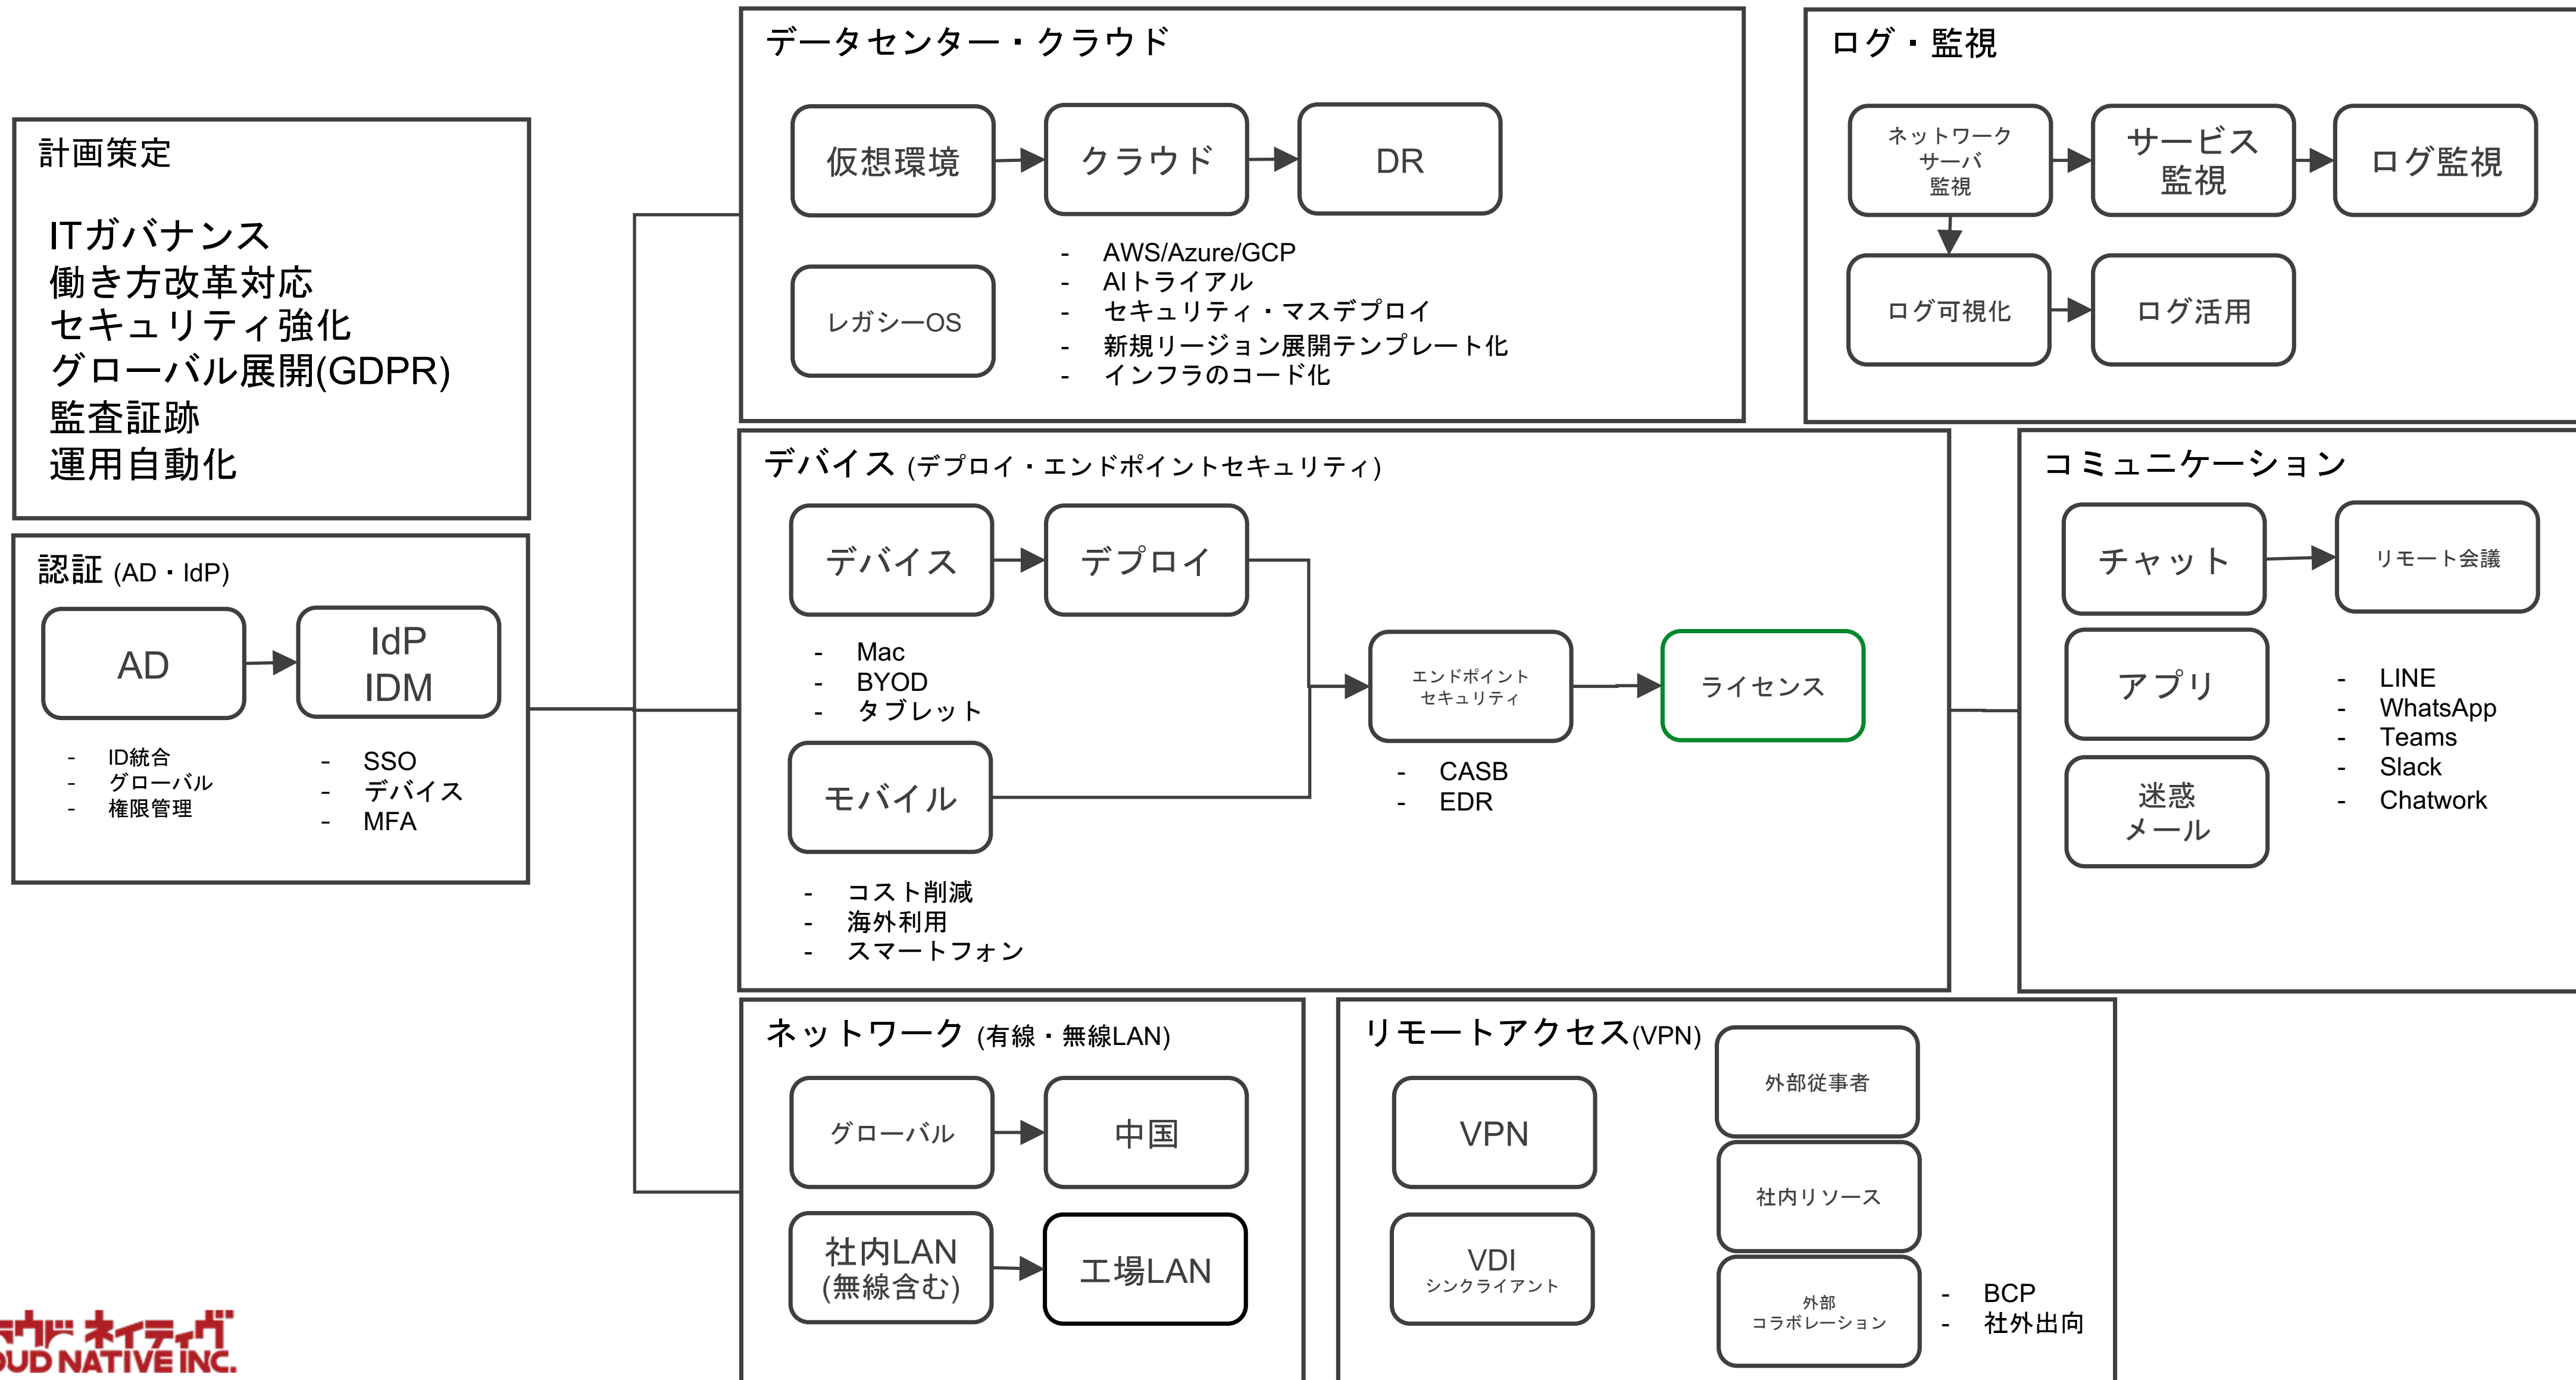 計画策定
ITガバナンス
働き方改革対応
セキュリティ強化
グローバル展開(GDPR)
監査証跡
運用自動化
認証 (AD・IdP)
AD
IdP
IDM
- ID統合
- グローバル
- 権限管理
- SSO
- デバイス
- MFA
データセンター・クラウド
仮想環境
クラウド
DR
レガシーOS
- AWS/Azure/GCP
- AIトライアル
- セキュリティ・マスデプロイ
- 新規リージョン展開テンプレート化
- インフラのコード化
ログ・監視
ネットワーク
サーバ
監視
サービス
監視
ログ監視
ログ可視化
ログ活用
デバイス (デプロイ・エンドポイントセキュリティ)
デバイス
デプロイ
- Mac
- BYOD
- タブレット
モバイル
- コスト削減
- 海外利用
- スマートフォン
エンドポイント
セキュリティ
- CASB
- EDR
ライセンス
コミュニケーション
チャット
リモート会議
アプリ
迷惑
メール
- LINE
- WhatsApp
- Teams
- Slack
- Chatwork
ネットワーク (有線・無線LAN)
グローバル
中国
社内LAN
(無線含む)
工場LAN
リモートアクセス(VPN)
VPN
VDI
シンクライアント
外部従事者
社内リソース
外部
コラボレーション
- BCP
- 社外出向
ラウド ネイティヴ
OUD NATIVE INC.